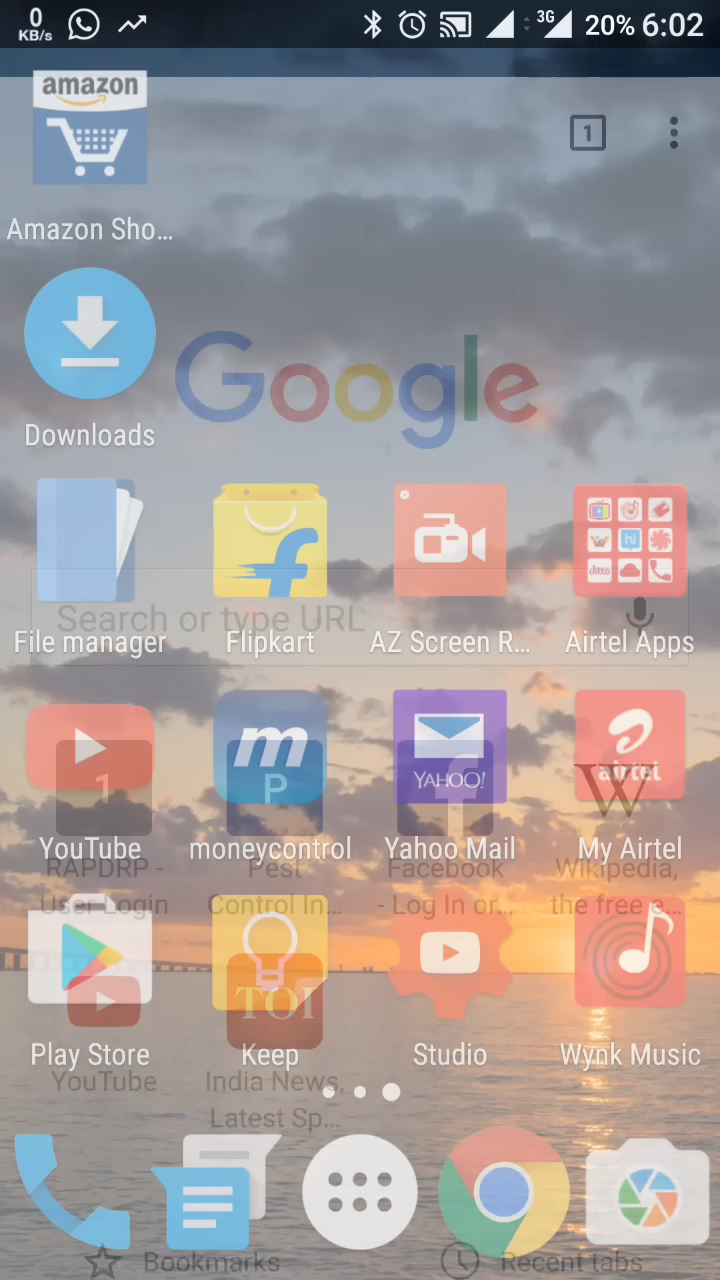 0
KB/s
3G
20% 6:02
amazon
1
Amazon Sho...
Google
Downloads
hi
ditto
Search or type URL
File manager
Flipkart
AZ Screen R...
Airtel Apps
m
YAHOO!
airtel
1
P
f
W
YouTube
moneycontrol
Yahoo Mail
My Airtel
RAPDRP -
User Login
Pest
Control In...
Facebook
- Log In or...
Wikipedia,
the free e...
TOI
Play Store
Keep
Studio
Wynk Music
YouTube
India News,
Latest Sp...
Bookmarks
Recent tabs